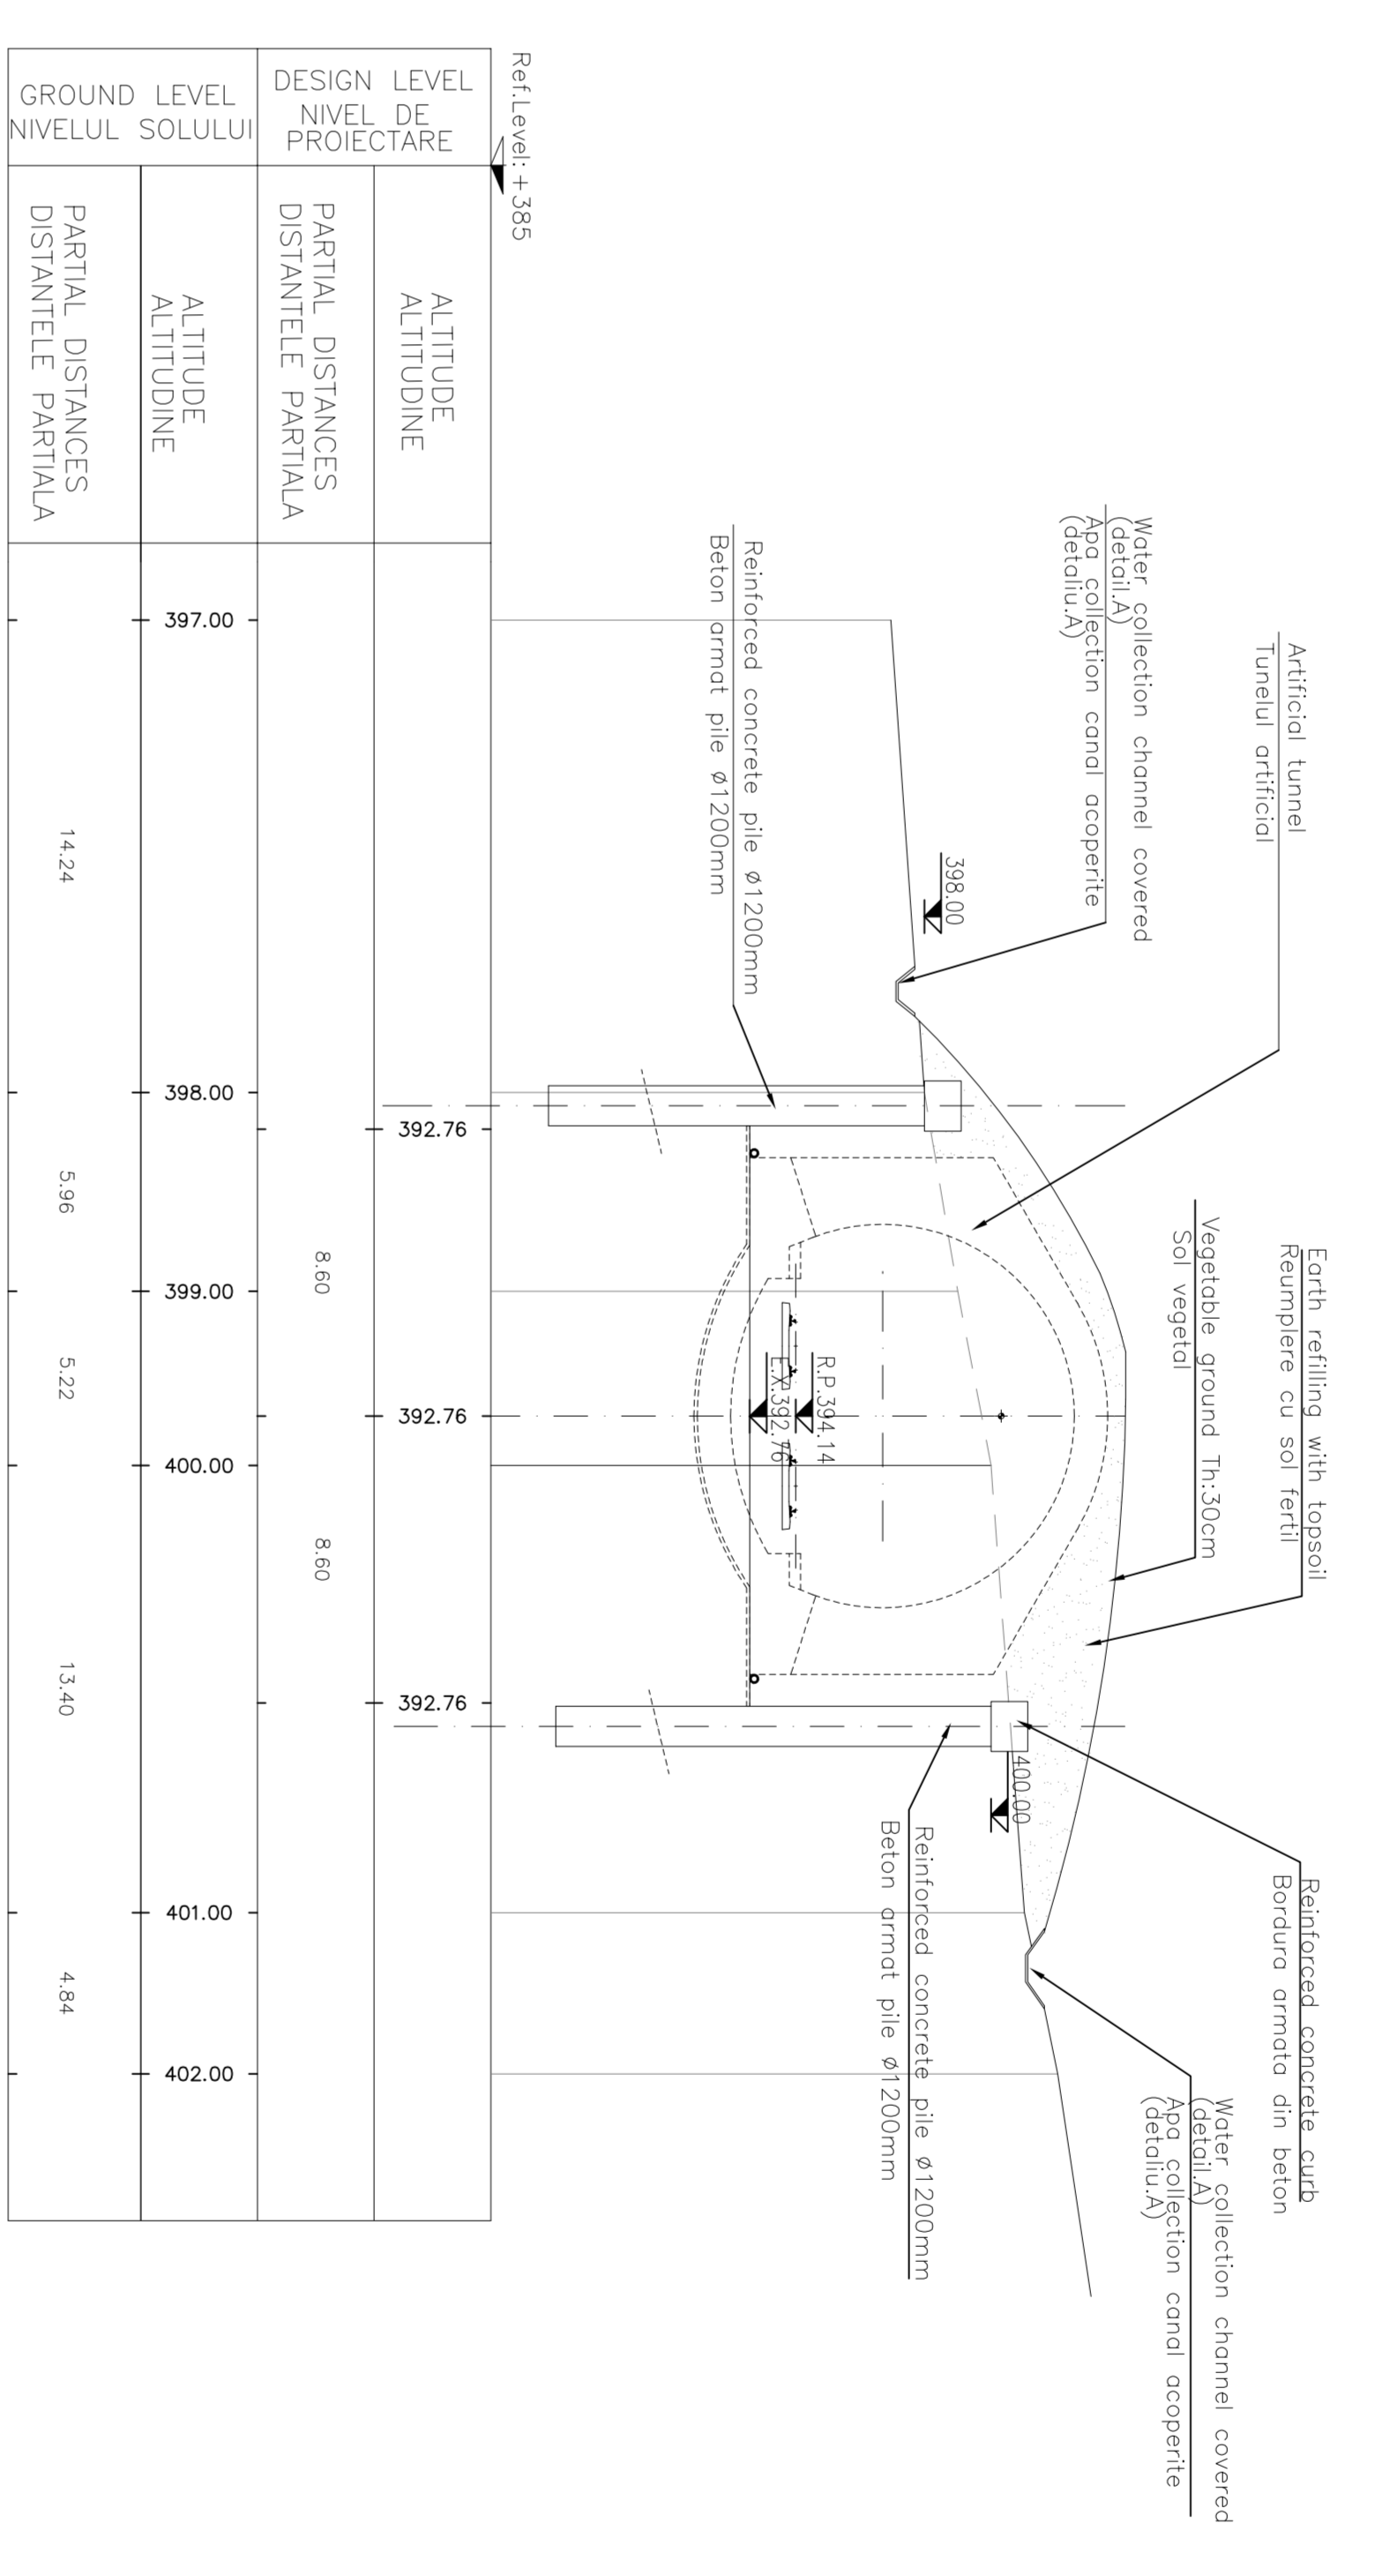 Earth refilling with topsoil
Reumplere cu sol fertil
Artificial tunnel
Tunelul artificial
Reinforced concrete curb
Bordura armata din beton
Vegetable ground Th:30cm
Sol vegetal
Water collection channel covered
(detail.A)
Apa collection canal acoperite
(detaliu.A)
Water collection channel covered
(detail.A)
Apa collection canal acoperite
(detaliu.A)
398.00
400.00
Reinforced concrete pile Ø1200mm
Beton armat pile Ø1200mm
Reinforced concrete pile Ø1200mm
Beton armat pile Ø1200mm
R.P.394.14
E.X.392.76
Ref.Level: +385
DESIGN LEVEL
NIVEL DE
PROIECTARE
ALTITUDE
ALTITUDINE
392.76
392.76
392.76
PARTIAL DISTANCES
DISTANTELE PARTIALA
8.60
8.60
GROUND LEVEL
NIVELUL SOLULUI
ALTITUDE
ALTITUDINE
397.00
398.00
399.00
400.00
401.00
402.00
PARTIAL DISTANCES
DISTANTELE PARTIALA
14.24
5.96
5.22
13.40
4.84